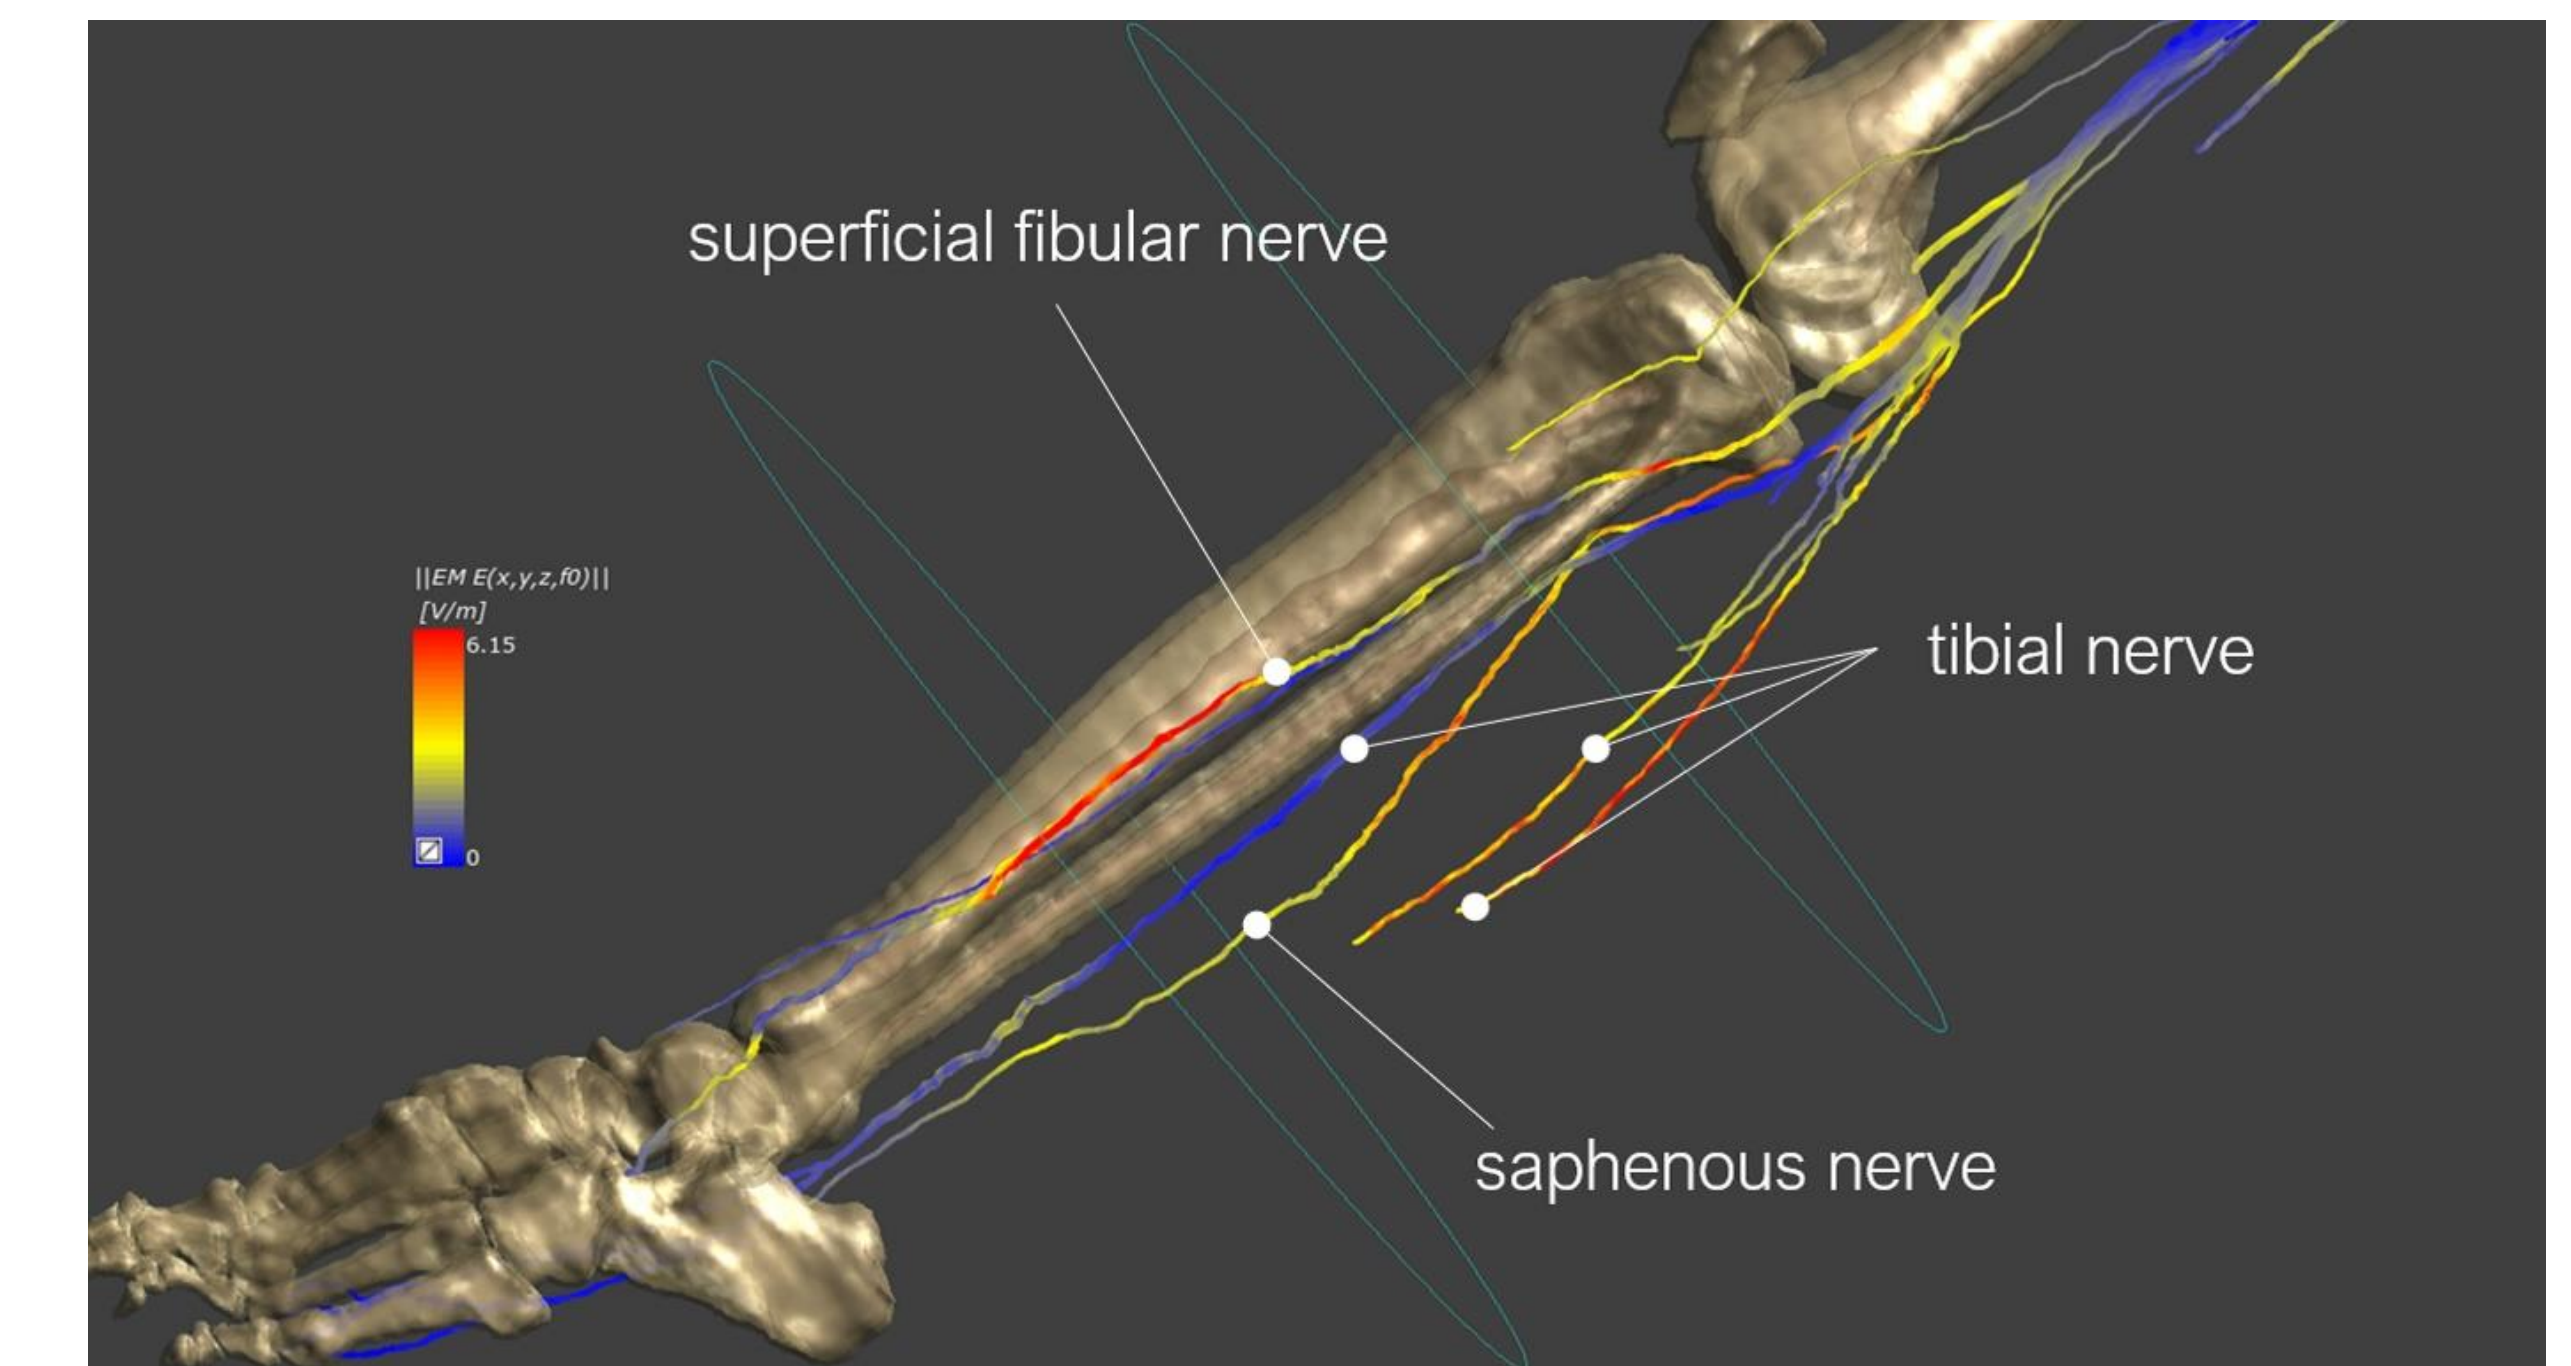 superficial fibular nerve
||EM E(x,y,z,f0)||
[V/m]
6.15
0
tibial nerve
saphenous nerve